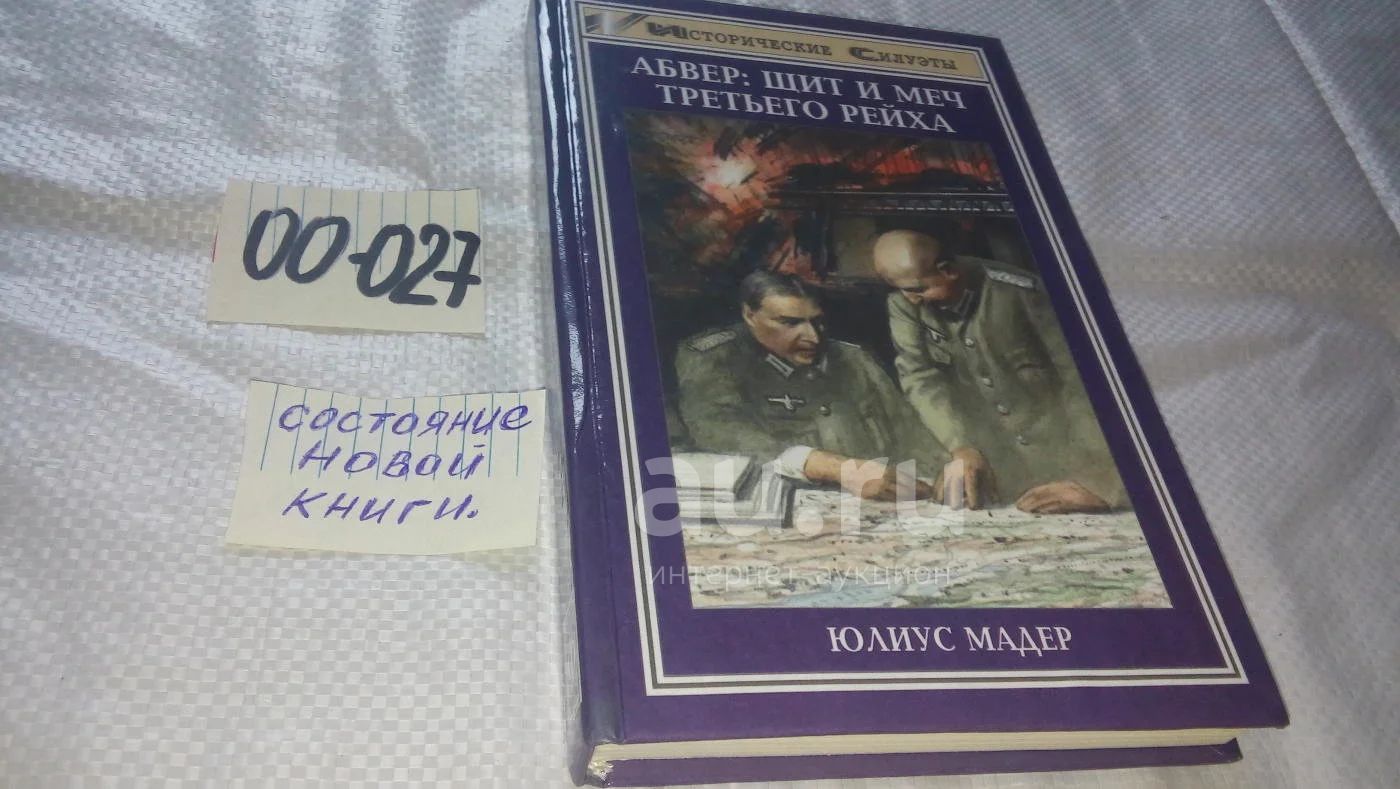 Исторические Силуэты
АБВЕР: ЩИТ И МЕЧ
ТРЕТЬЕГО РЕЙХА
00-027
состояние
новой
книги.
au.ru
интернет аукцион
ЮЛИУС МАДЕР